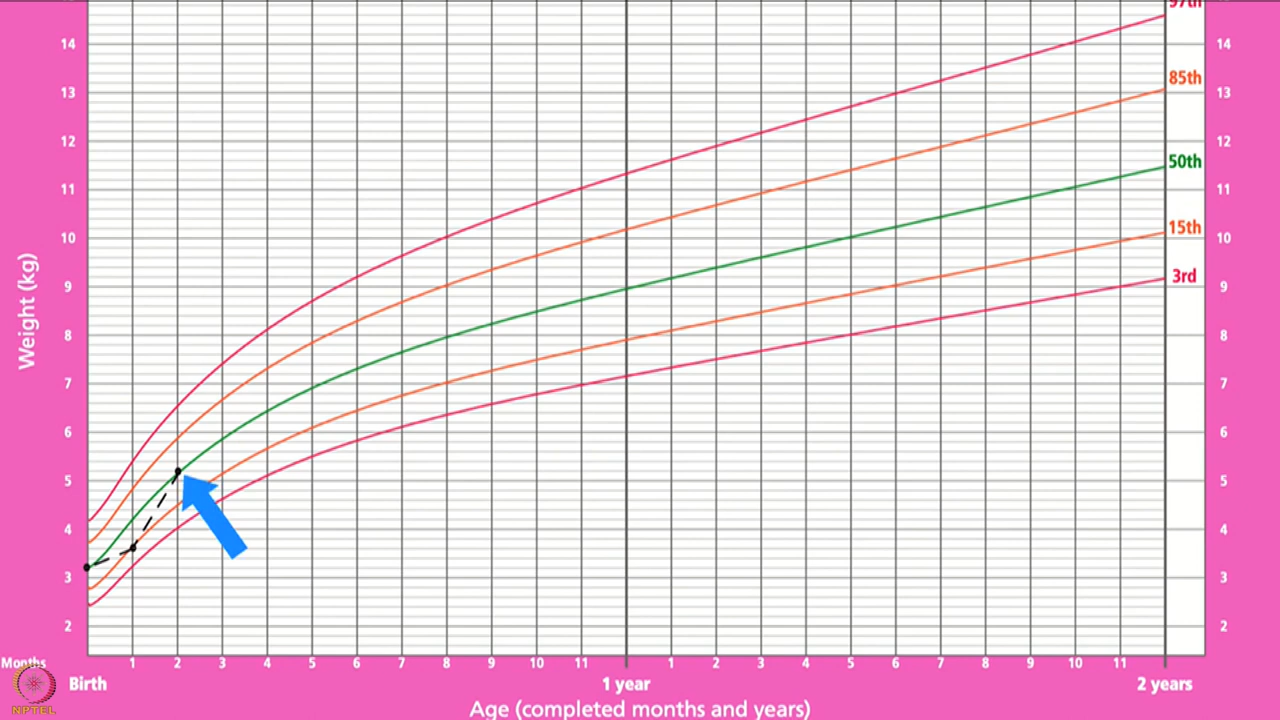 97th
14 14
85th
13 13
12 12
50th
11 11
15th
10 10
3rd
9 9
8 8
7 7
6 6
5 5
4 4
3 3
2 2
Weight (kg)
Months 1 2 3 4 5 6 7 8 9 10 11 1 2 3 4 5 6 7 8 9 10 11
Birth 1 year 2 years
Age (completed months and years)
NPTEL